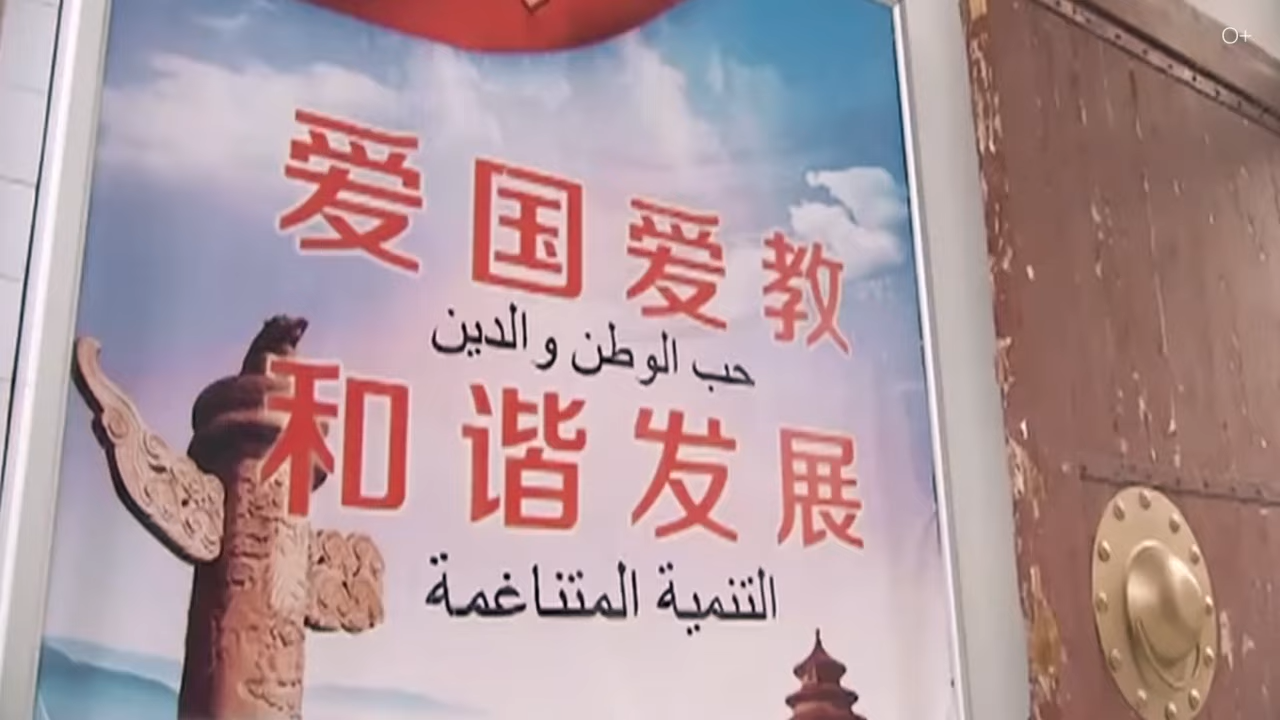 O+
爱国爱教
حب الوطن و الدين
和谐发展
التنمية المتناغمة